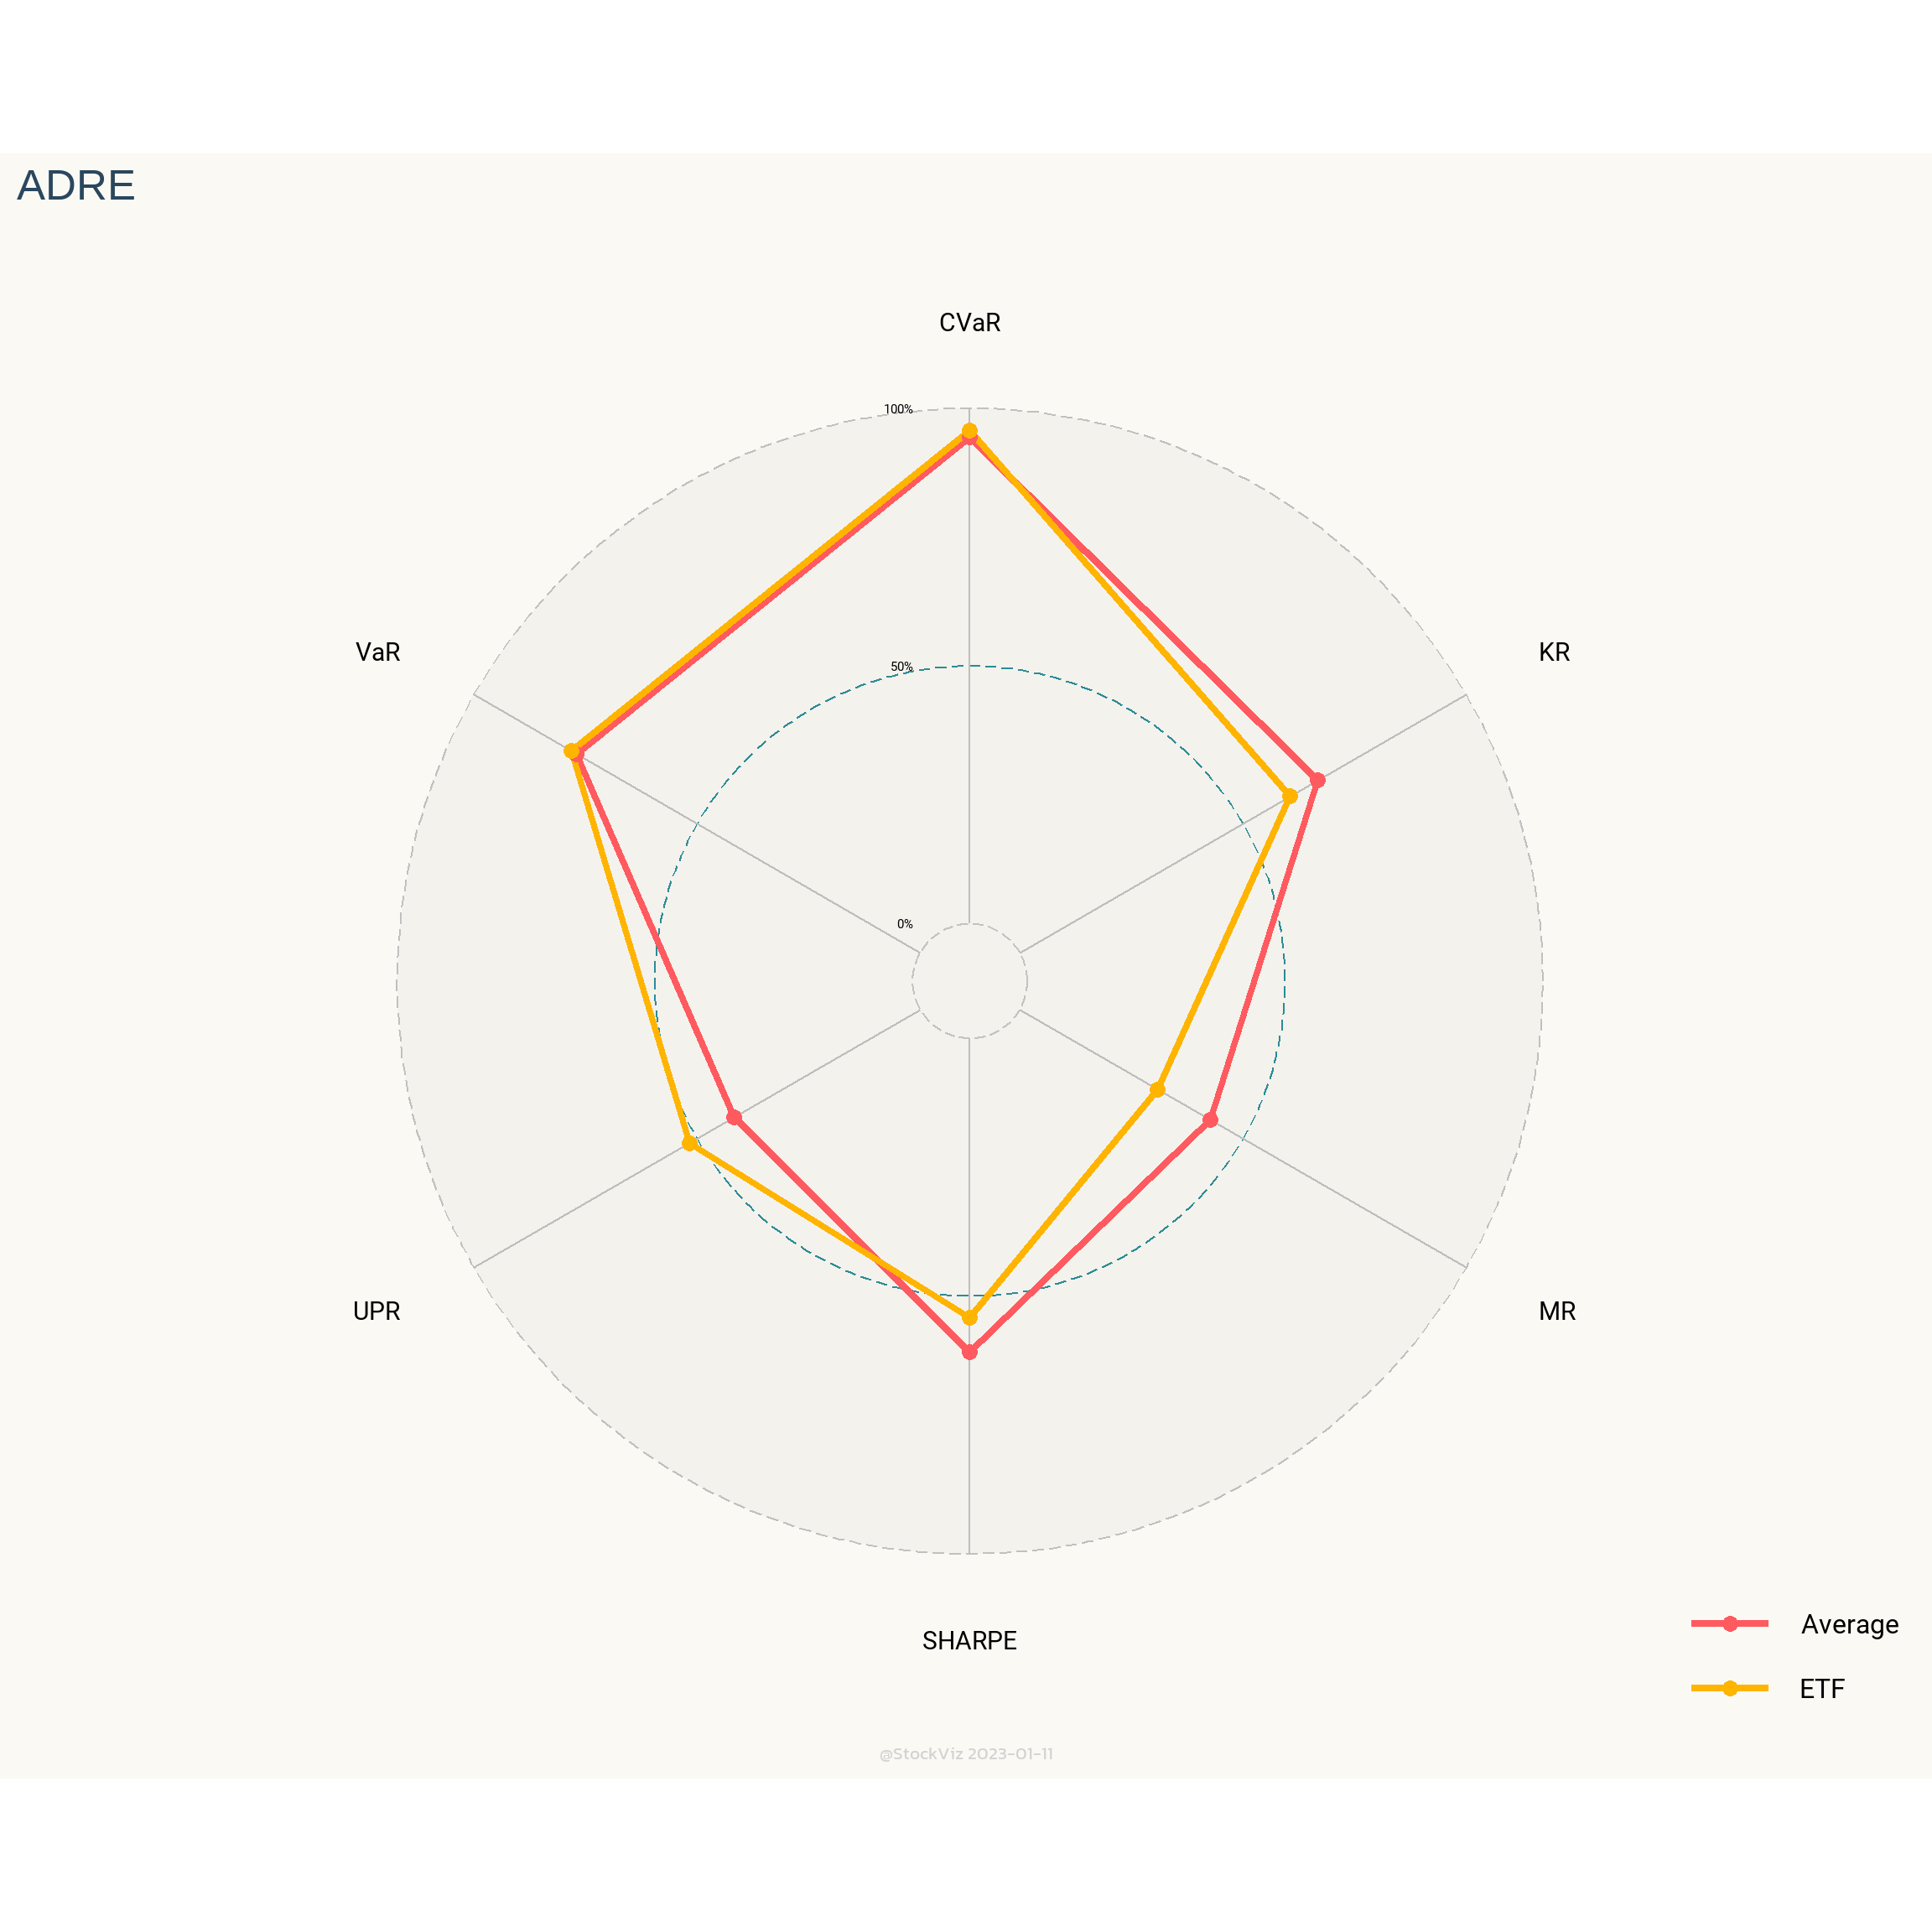 ADRE
CVaR
100%
KR
VaR
50%
0%
UPR
MR
SHARPE
Average
ETF
@StockViz 2023-01-11